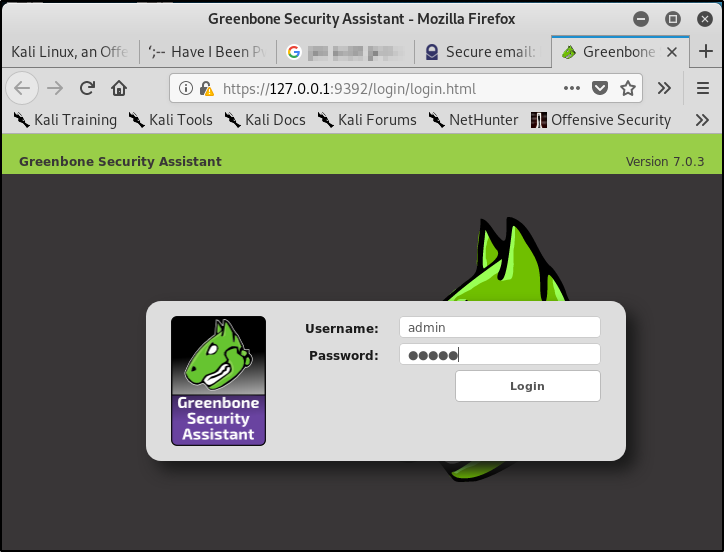 Greenbone Security Assistant - Mozilla Firefox
Kali Linux, an Offe
';-- Have I Been Pw
Secure email:
Greenbone
https://127.0.0.1:9392/login/login.html
Kali Training
Kali Tools
Kali Docs
Kali Forums
NetHunter
Offensive Security
Greenbone Security Assistant
Version 7.0.3
Username:
admin
Password:
Login
Greenbone
Security
Assistant